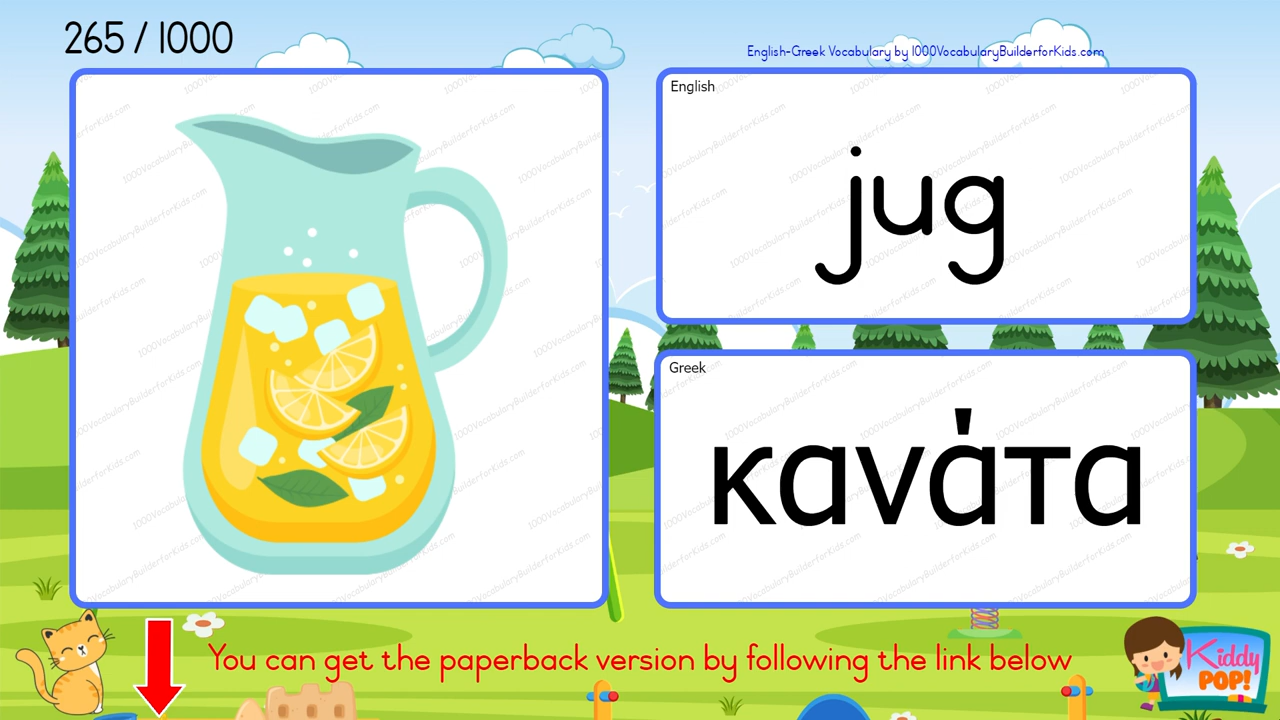 265 / 1000
English-Greek Vocabulary by 1000VocabularyBuilderforKids.com
English
jug
Greek
κανάτα
You can get the paperback version by following the link below
Kiddy
POP!